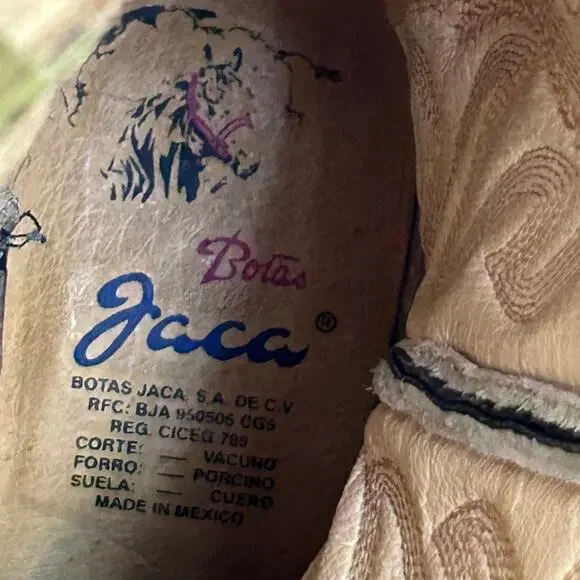 Botas
Jaca ®
BOTAS JACA S.A. DE C.V
RFC: BJA 950505 CG5
REG. CICEG 785
CORTE: — VACUNO
FORRO: — PORCINO
SUELA: — CUERO
MADE IN MEXICO